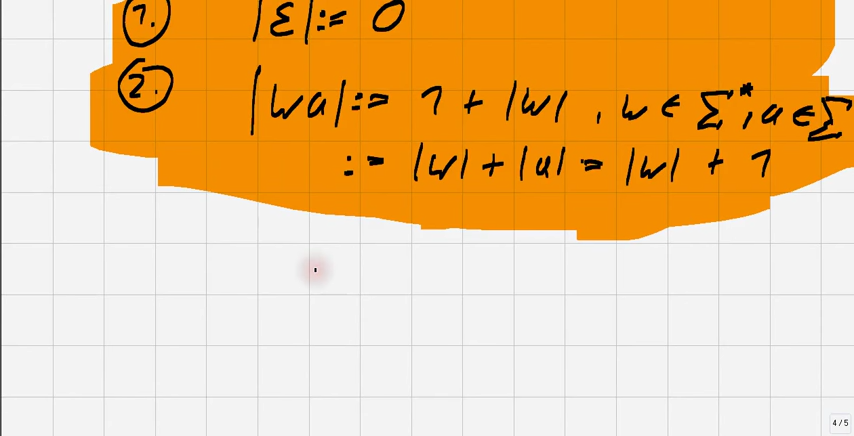 1. |ε| := 0
2. |wa| := 1 + |w| , w ∈ Σ*, a ∈ Σ
:= |w| + |a| = |w| + 1
4 / 5